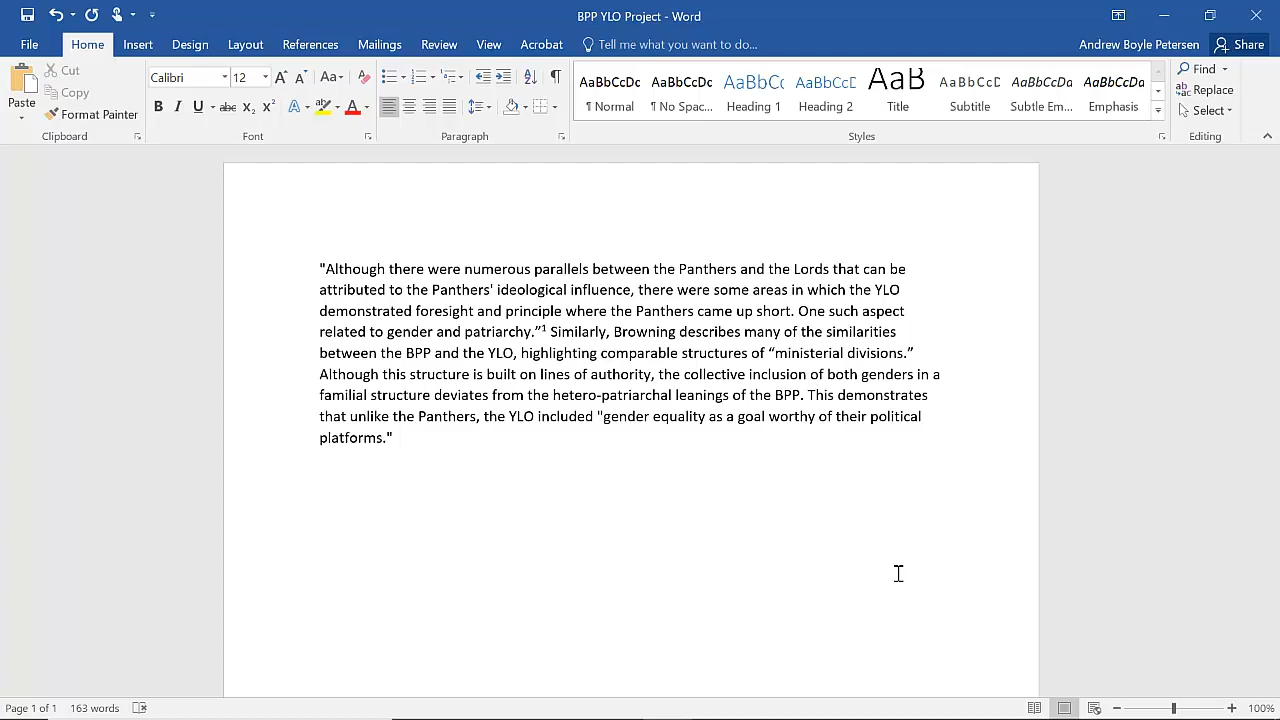 BPP YLO Project - Word
File Home Insert Design Layout References Mailings Review View Acrobat Tell me what you want to do... Andrew Boyle Petersen Share
Paste Cut Copy Format Painter Clipboard
Calibri 12 Aa B I U abc X₂ X² A A Font
Paragraph
AaBbCcDc AaBbCcDc AaBbCc AaBbCcD AaB AaBbCcD AaBbCcDc AaBbCcDc
¶ Normal ¶ No Spac... Heading 1 Heading 2 Title Subtitle Subtle Em... Emphasis
Styles
Find
Replace
Select
Editing
"Although there were numerous parallels between the Panthers and the Lords that can be
attributed to the Panthers' ideological influence, there were some areas in which the YLO
demonstrated foresight and principle where the Panthers came up short. One such aspect
related to gender and patriarchy.”¹ Similarly, Browning describes many of the similarities
between the BPP and the YLO, highlighting comparable structures of “ministerial divisions.”
Although this structure is built on lines of authority, the collective inclusion of both genders in a
familial structure deviates from the hetero-patriarchal leanings of the BPP. This demonstrates
that unlike the Panthers, the YLO included "gender equality as a goal worthy of their political
platforms."
Page 1 of 1 163 words 100%